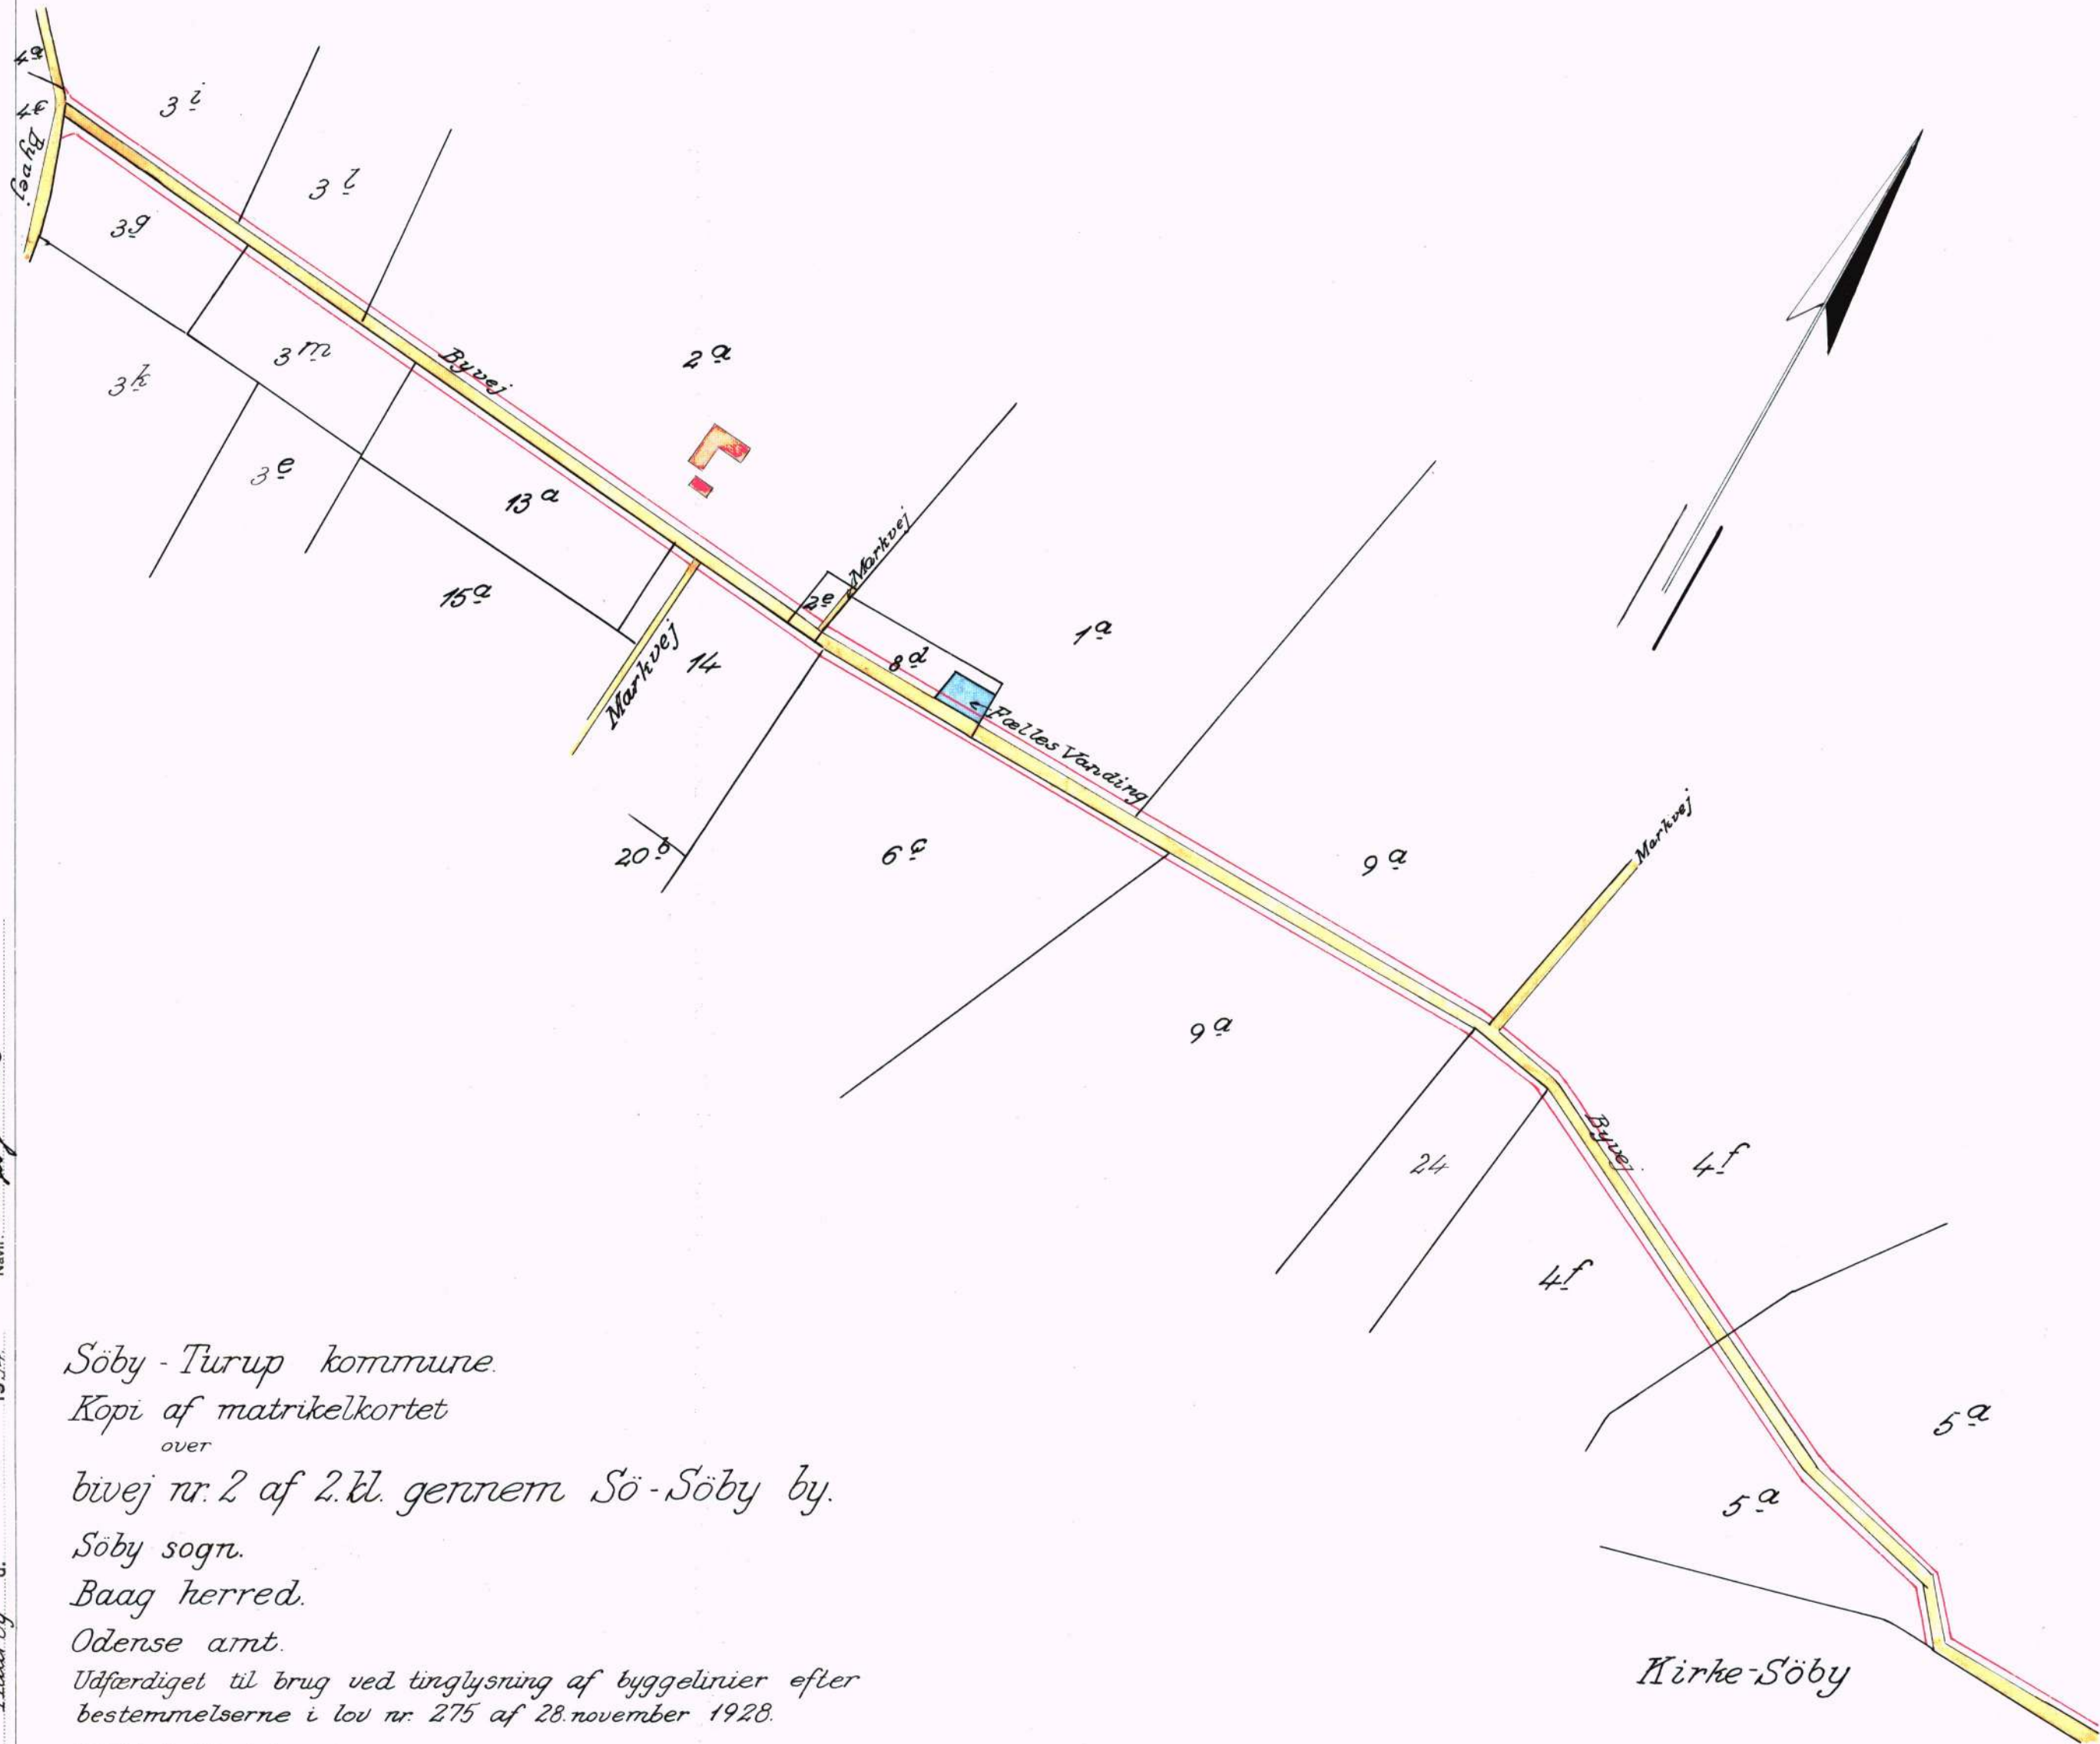 4a
4c
Byvej.
3i
3l
3g
3m
3k
3e
Byvej
2a
13a
15a
Markvej
14
2e
Markvej
8d
1a
Fælles Vanding
20b
6c
9a
Markvej
9a
24
Byvej
4f
4f
5a
5a
Kirke-Söby
Söby - Turup kommune.
Kopi af matrikelkortet
over
bivej nr. 2 af 2. kl. gennem Sö - Söby by.
Söby sogn.
Baag herred.
Odense amt.
Udfærdiget til brug ved tinglysning af byggelinier efter
bestemmelserne i lov nr. 275 af 28. november 1928.